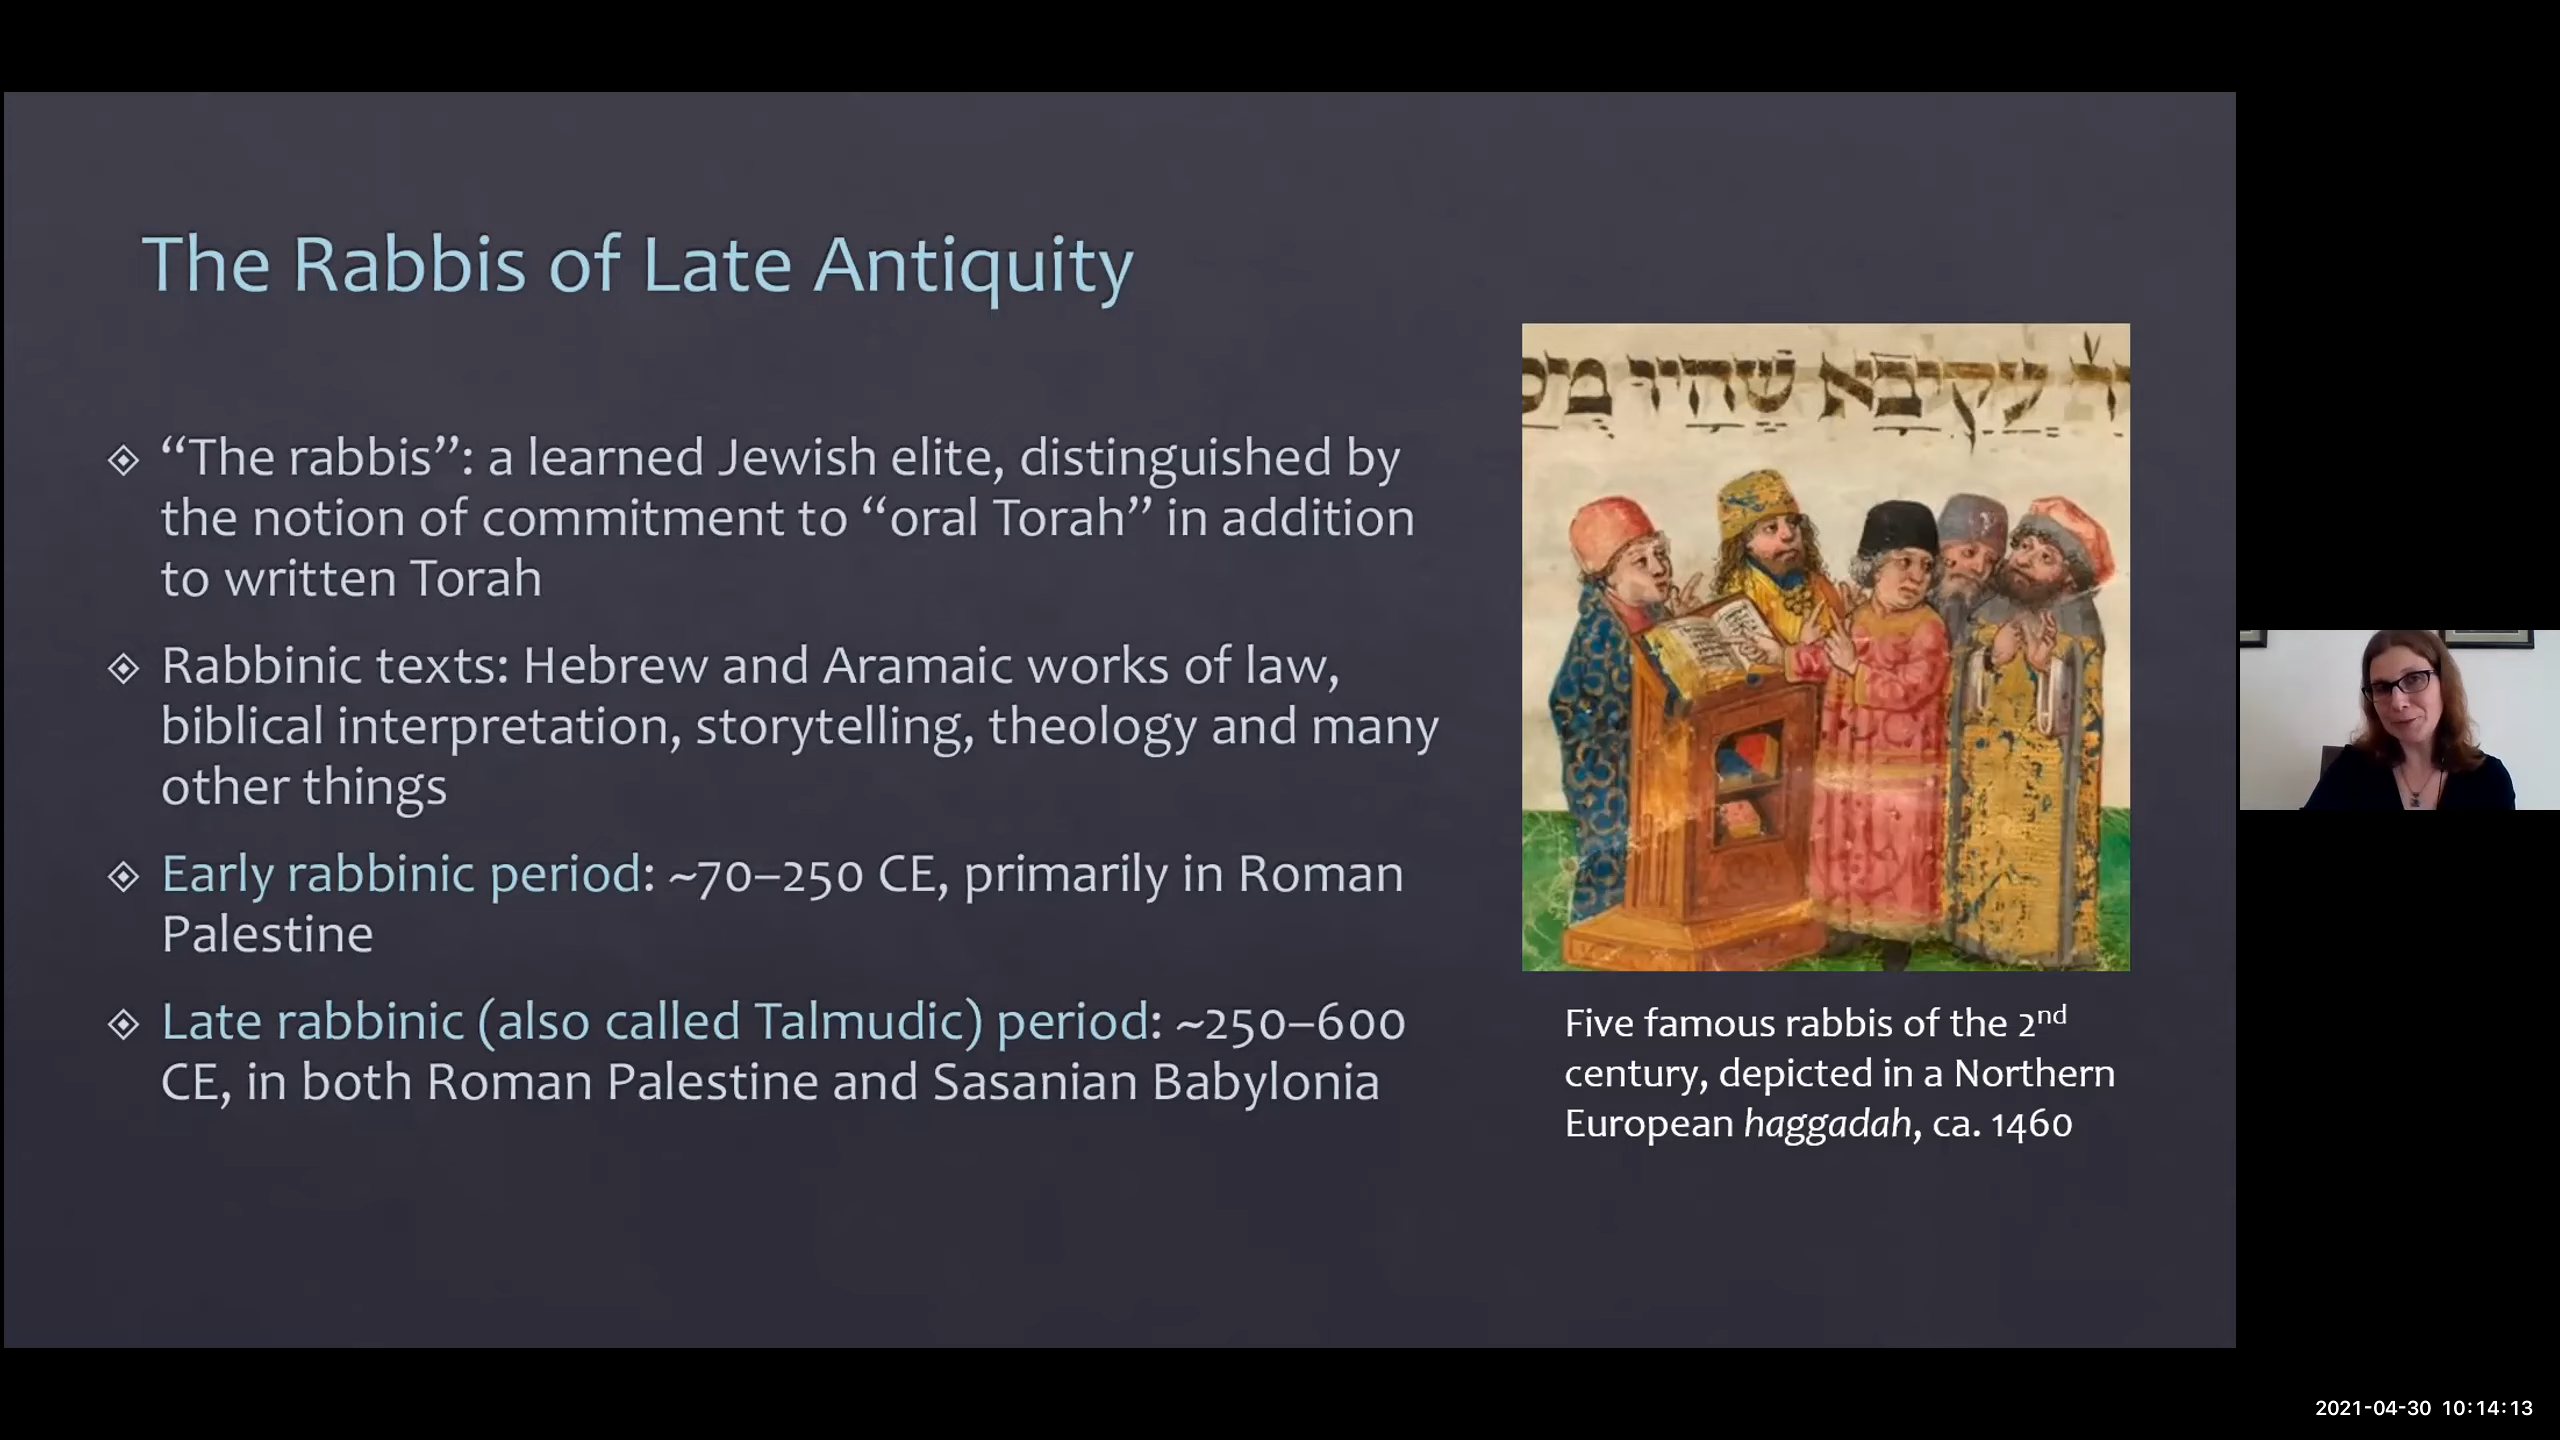 The Rabbis of Late Antiquity
“The rabbis”: a learned Jewish elite, distinguished by
the notion of commitment to “oral Torah” in addition
to written Torah
Rabbinic texts: Hebrew and Aramaic works of law,
biblical interpretation, storytelling, theology and many
other things
Early rabbinic period: ~70–250 CE, primarily in Roman
Palestine
Late rabbinic (also called Talmudic) period: ~250–600
CE, in both Roman Palestine and Sasanian Babylonia
עֲקִיבָא שֶׁהָיוּ
Five famous rabbis of the 2nd
century, depicted in a Northern
European haggadah, ca. 1460
2021-04-30 10:14:13